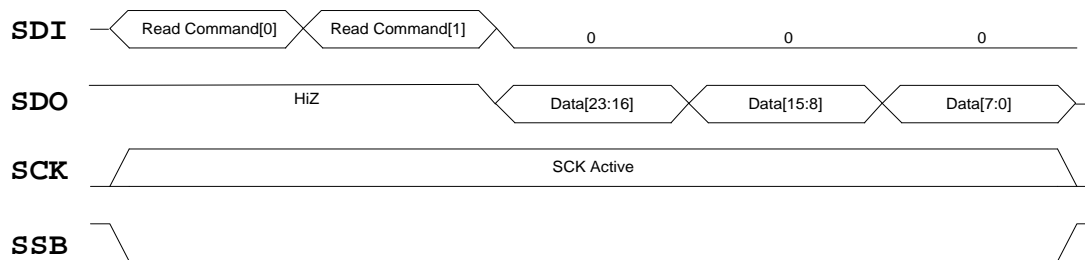 SDI Read Command[0] Read Command[1] 0 0 0
SDO HiZ Data[23:16] Data[15:8] Data[7:0]
SCK SCK Active
SSB